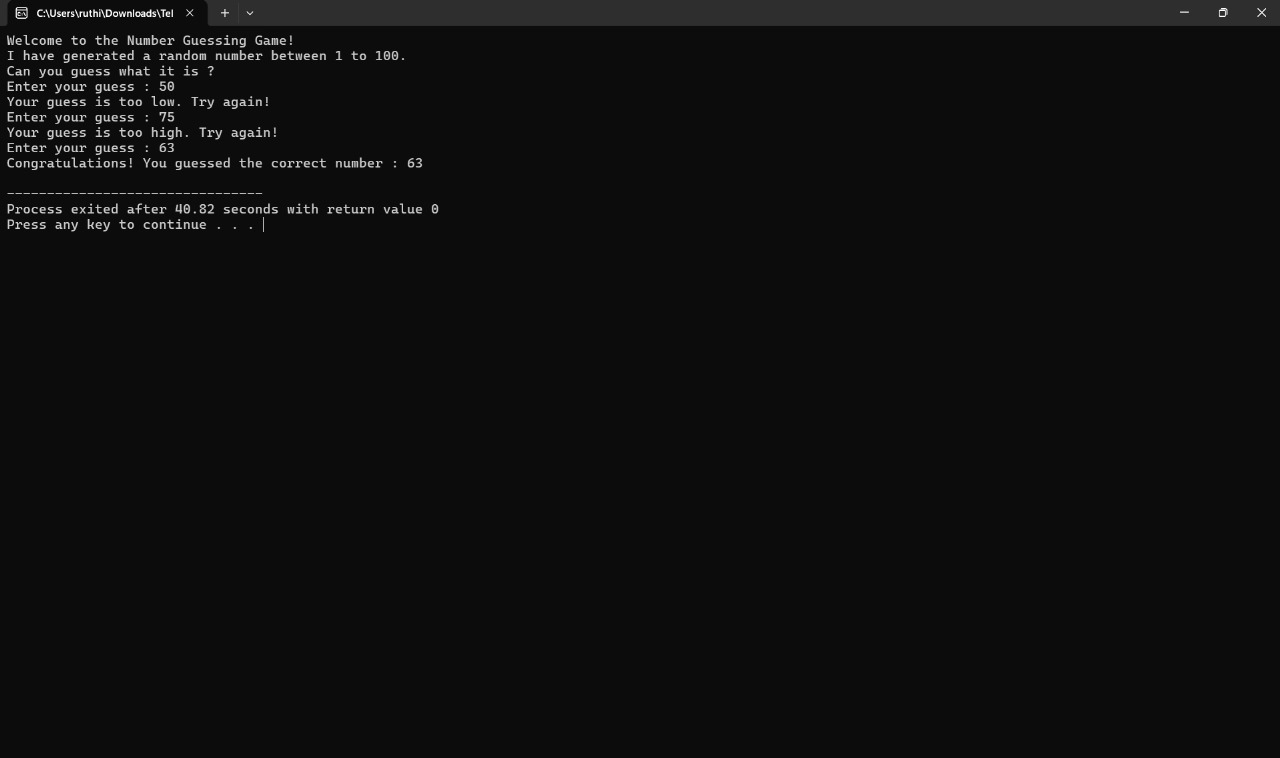 C:\Users\ruthi\Downloads\Tel
Welcome to the Number Guessing Game!
I have generated a random number between 1 to 100.
Can you guess what it is ?
Enter your guess : 50
Your guess is too low. Try again!
Enter your guess : 75
Your guess is too high. Try again!
Enter your guess : 63
Congratulations! You guessed the correct number : 63
--------------------------------
Process exited after 40.82 seconds with return value 0
Press any key to continue . . .